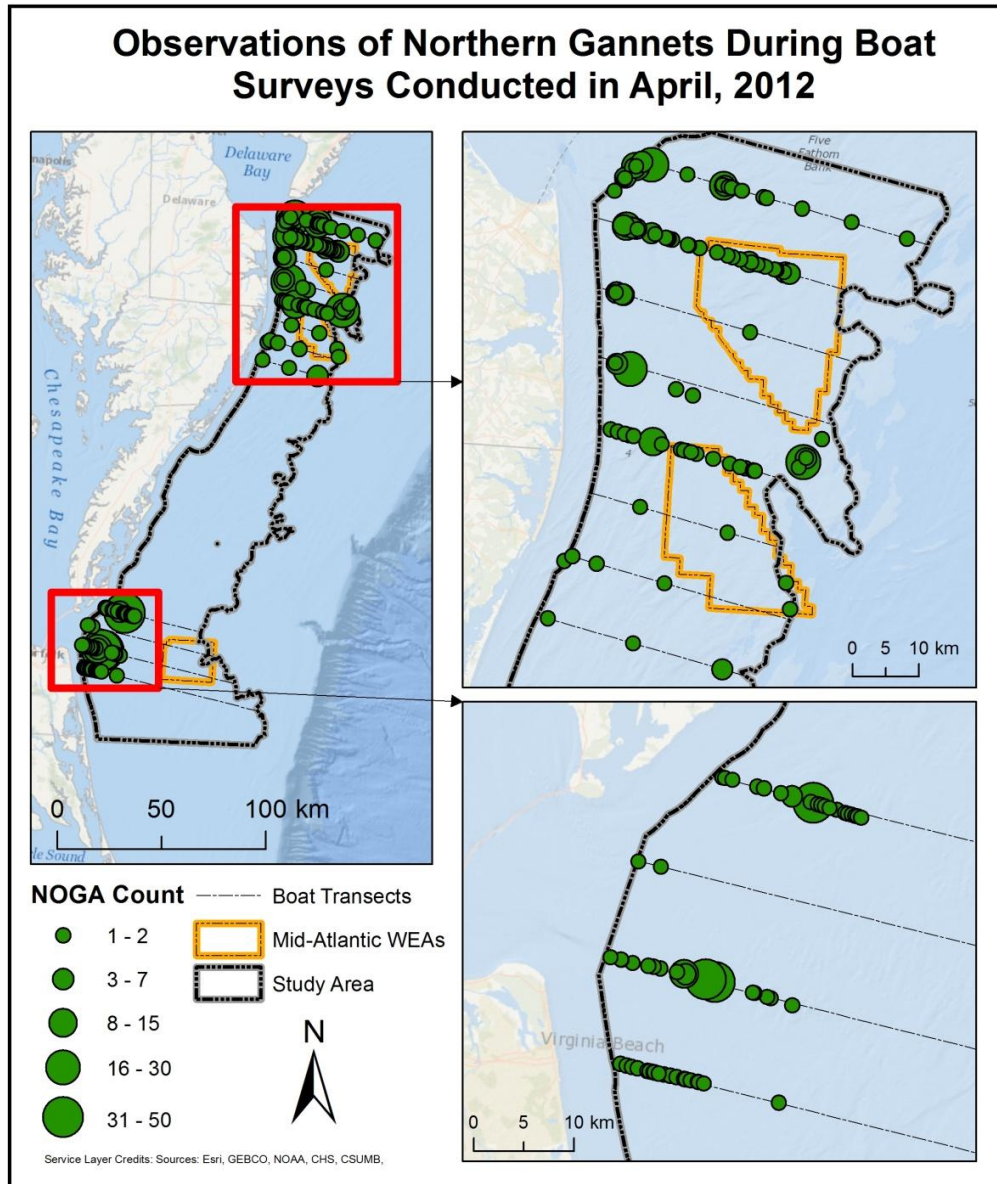 Observations of Northern Gannets During Boat
Surveys Conducted in April, 2012
Delaware
Bay
Delaware
Chesapeake Bay
0 50 100 km
Five
Fathom
Bank
4
0 5 10 km
Virginia Beach
0 5 10 km
NOGA Count
1 - 2
3 - 7
8 - 15
16 - 30
31 - 50
Boat Transects
Mid-Atlantic WEAs
Study Area
N
Service Layer Credits: Sources: Esri, GEBCO, NOAA, CHS, CSUMB,